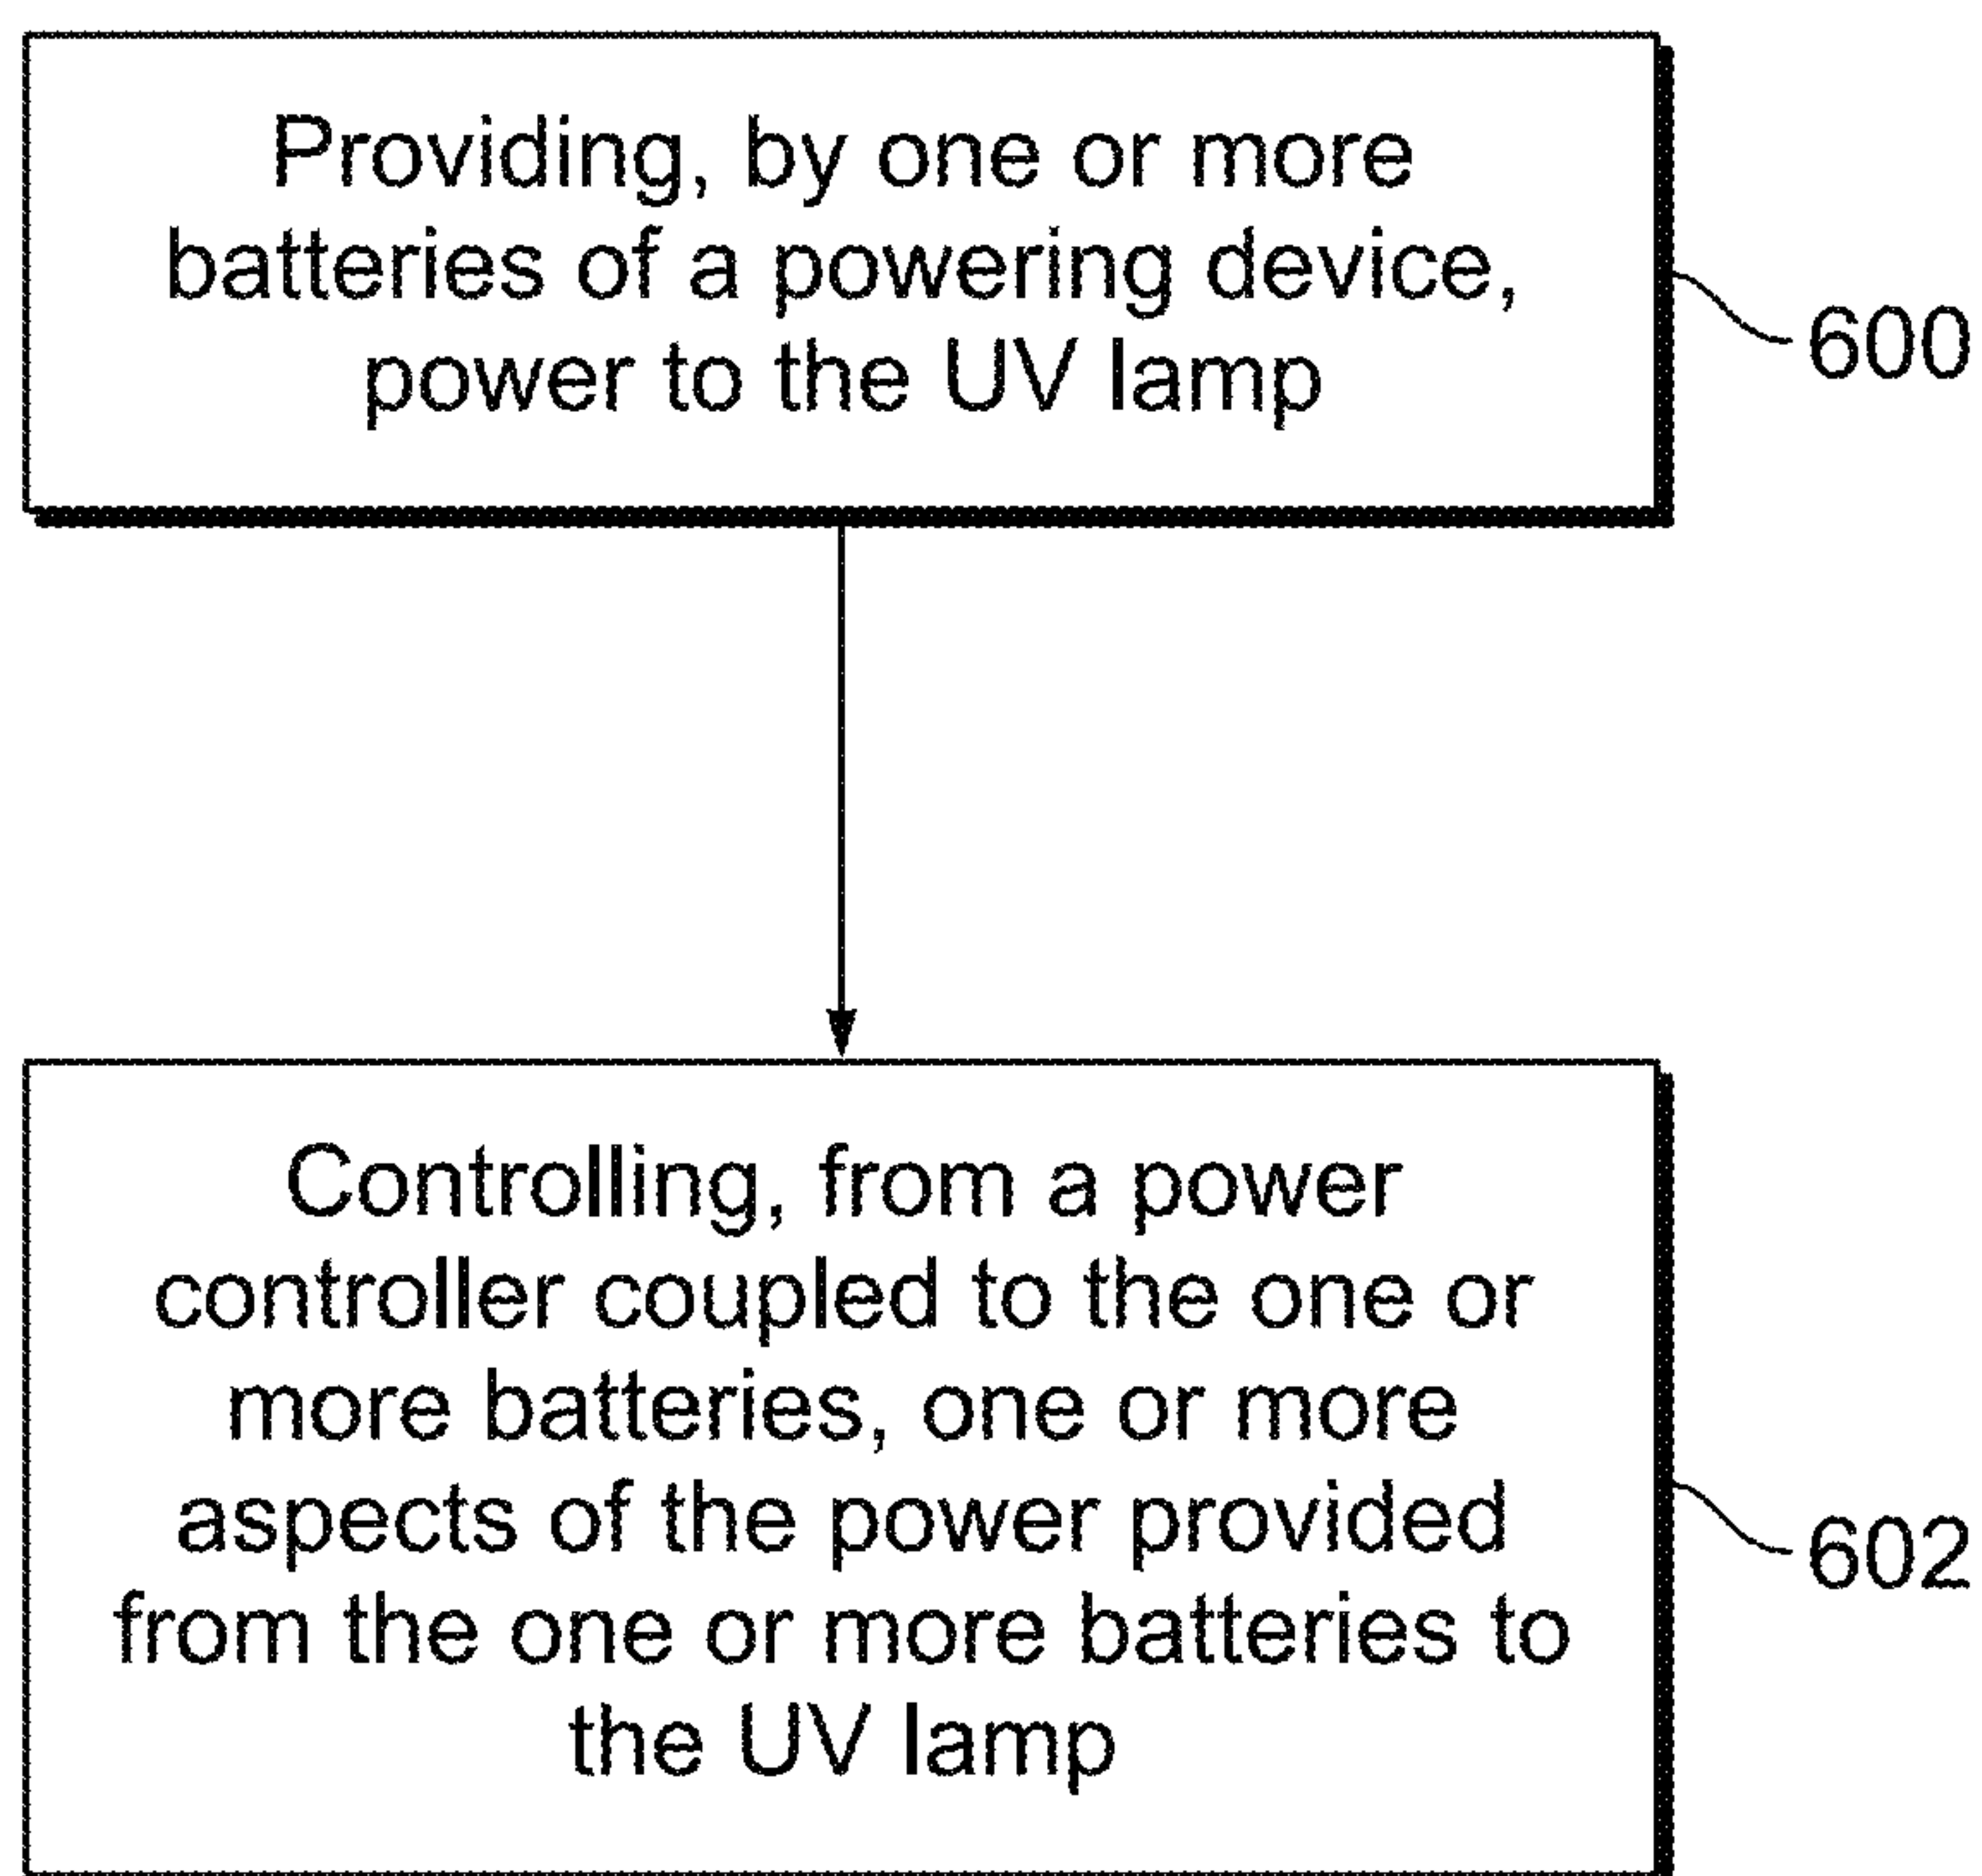 Providing, by one or more
batteries of a powering device,
power to the UV lamp
600
Controlling, from a power
controller coupled to the one or
more batteries, one or more
aspects of the power provided
from the one or more batteries to
the UV lamp
602